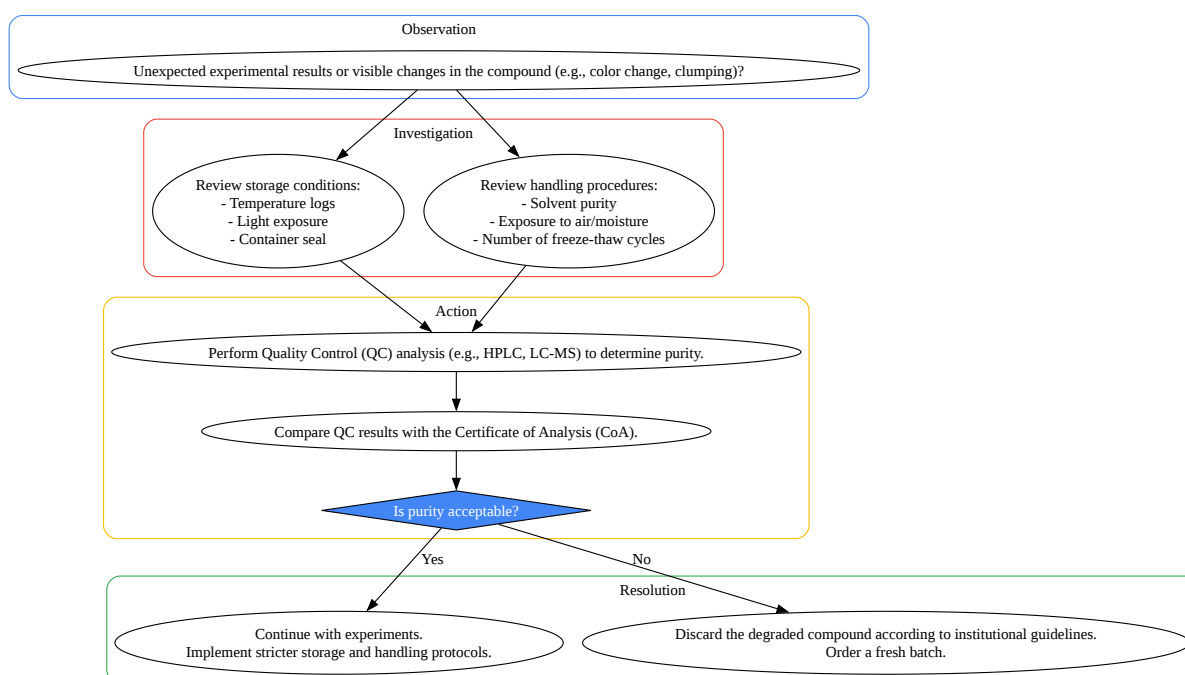 Observation
Unexpected experimental results or visible changes in the compound (e.g., color change, clumping)?
Investigation
Review storage conditions:
- Temperature logs
- Light exposure
- Container seal
Review handling procedures:
- Solvent purity
- Exposure to air/moisture
- Number of freeze-thaw cycles
Action
Perform Quality Control (QC) analysis (e.g., HPLC, LC-MS) to determine purity.
Compare QC results with the Certificate of Analysis (CoA).
Is purity acceptable?
Yes
No
Resolution
Continue with experiments.
Implement stricter storage and handling protocols.
Discard the degraded compound according to institutional guidelines.
Order a fresh batch.